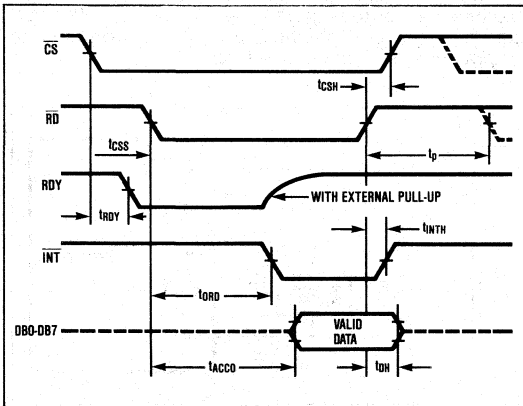 CS
tCSH
RD
tCSS
tp
RDY
WITH EXTERNAL PULL-UP
tRDY
tINTH
INT
tORD
DB0-DB7
VALID
DATA
tACCO
tDH